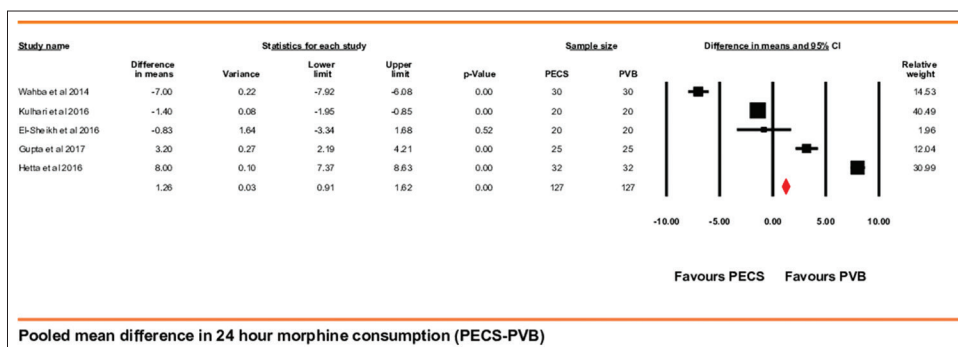 Study name Statistics for each study Sample size Difference in means and 95% CI
Difference in means Variance Lower limit Upper limit p-Value PECS PVB Relative weight
Wahba et al 2014 -7.00 0.22 -7.92 -6.08 0.00 30 30 14.53
Kulhari et al 2016 -1.40 0.08 -1.95 -0.85 0.00 20 20 40.49
El-Sheikh et al 2016 -0.83 1.64 -3.34 1.68 0.52 20 20 1.96
Gupta et al 2017 3.20 0.27 2.19 4.21 0.00 25 25 12.04
Hetta et al 2016 8.00 0.10 7.37 8.63 0.00 32 32 30.99
1.26 0.03 0.91 1.62 0.00 127 127
-10.00 -5.00 0.00 5.00 10.00
Favours PECS Favours PVB
Pooled mean difference in 24 hour morphine consumption (PECS-PVB)